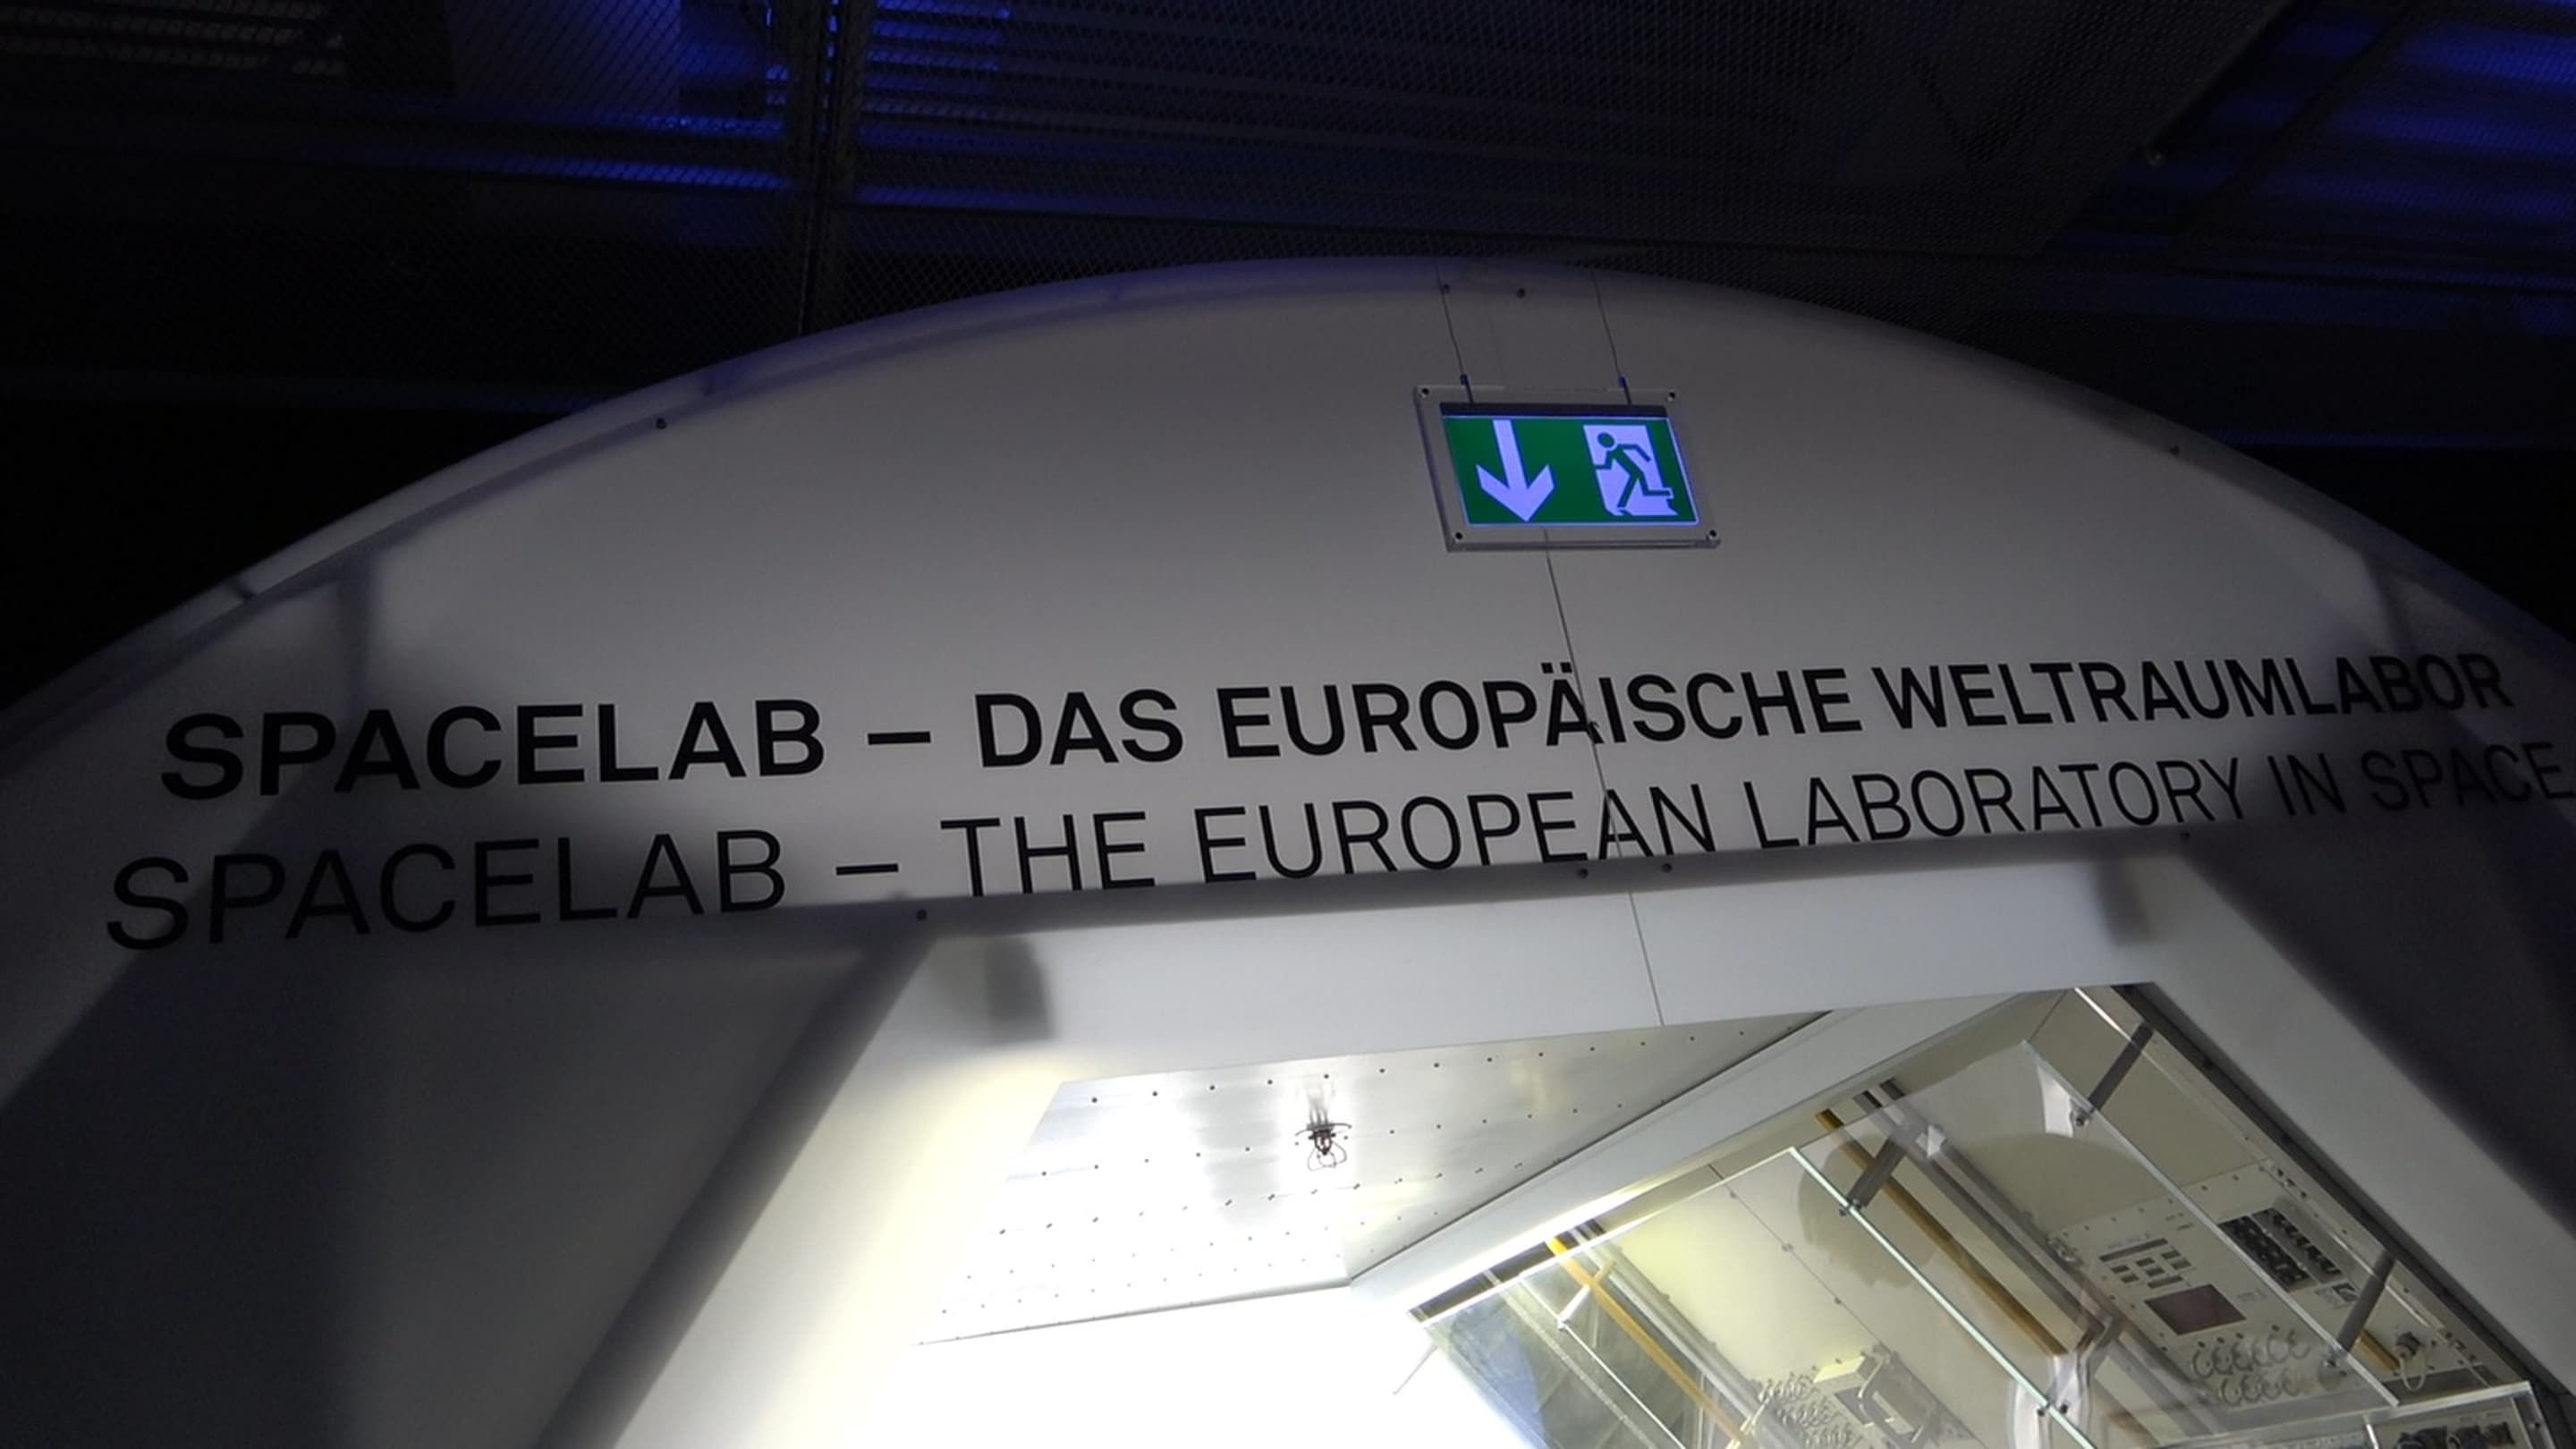 SPACELAB – DAS EUROPÄISCHE WELTRAUMLABOR
SPACELAB – THE EUROPEAN LABORATORY IN SPACE